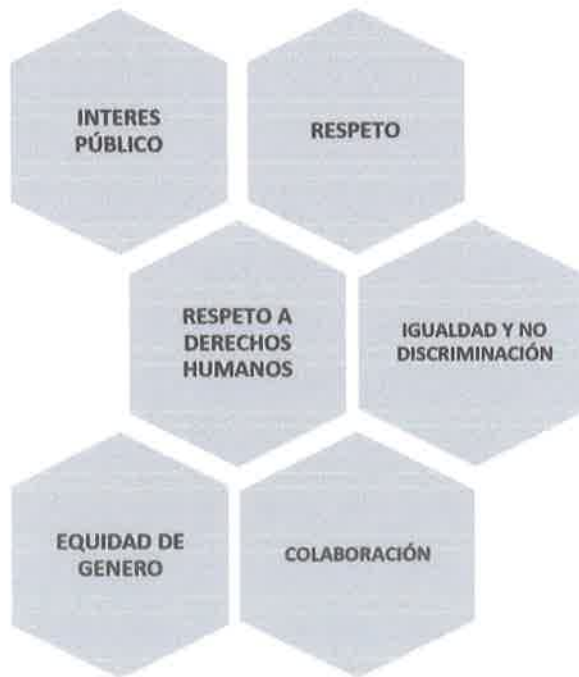 INTERES
PÚBLICO
RESPETO
RESPETO A
DERECHOS
HUMANOS
IGUALDAD Y NO
DISCRIMINACIÓN
EQUIDAD DE
GENERO
COLABORACIÓN